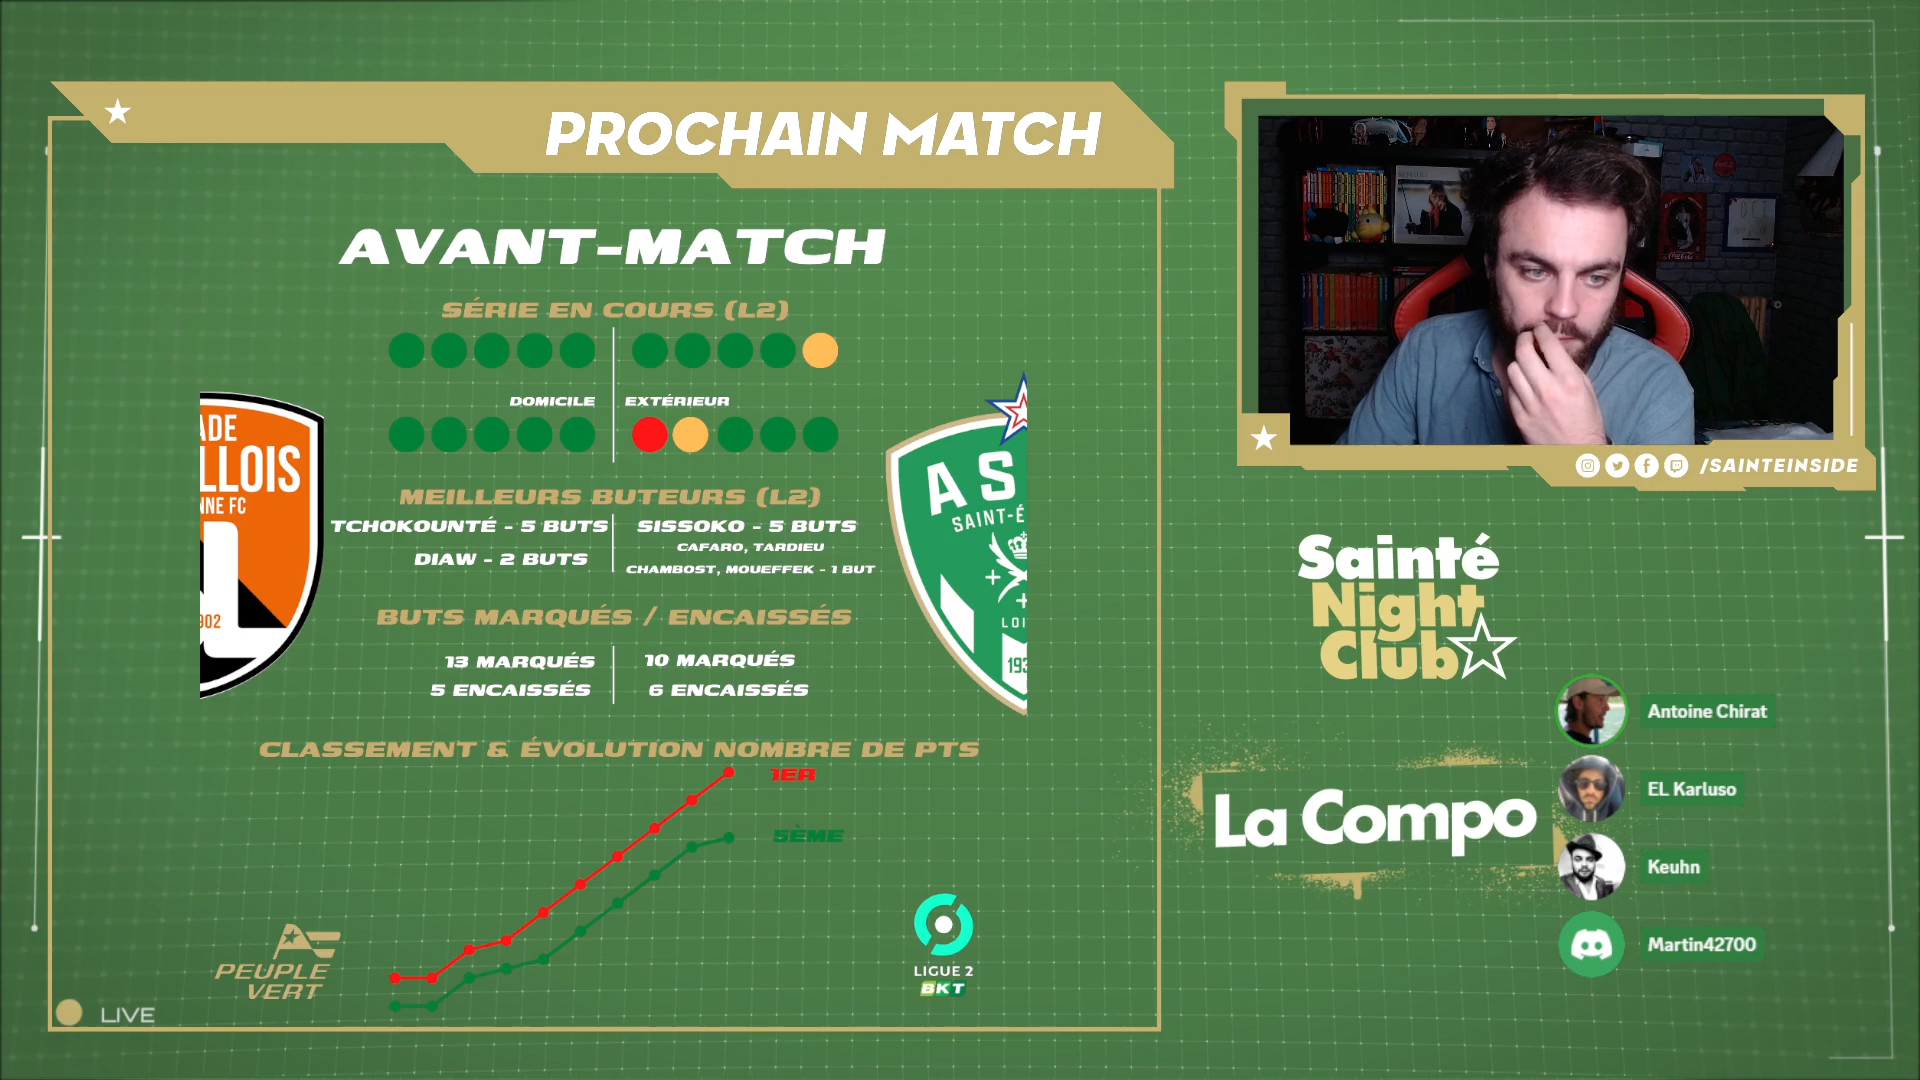 PROCHAIN MATCH
AVANT-MATCH
SÉRIE EN COURS (L2)
DOMICILE
EXTÉRIEUR
ADE
LLOIS
NNE FC
902
MEILLEURS BUTEURS (L2)
TCHOKOUNTÉ - 5 BUTS
DIAW - 2 BUTS
SISSOKO - 5 BUTS
CAFARO, TARDIEU
CHAMBOST, MOUEFFEK - 1 BUT
AS
SAINT-É
LOI
193
BUTS MARQUÉS / ENCAISSÉS
13 MARQUÉS
5 ENCAISSÉS
10 MARQUÉS
6 ENCAISSÉS
CLASSEMENT & ÉVOLUTION NOMBRE DE PTS
1ER
5ÈME
PEUPLE
VERT
LIGUE 2
BKT
LIVE
/SAINTEINSIDE
Sainté
Night
Club
La Compo
Antoine Chirat
EL Karluso
Keuhn
Martin42700